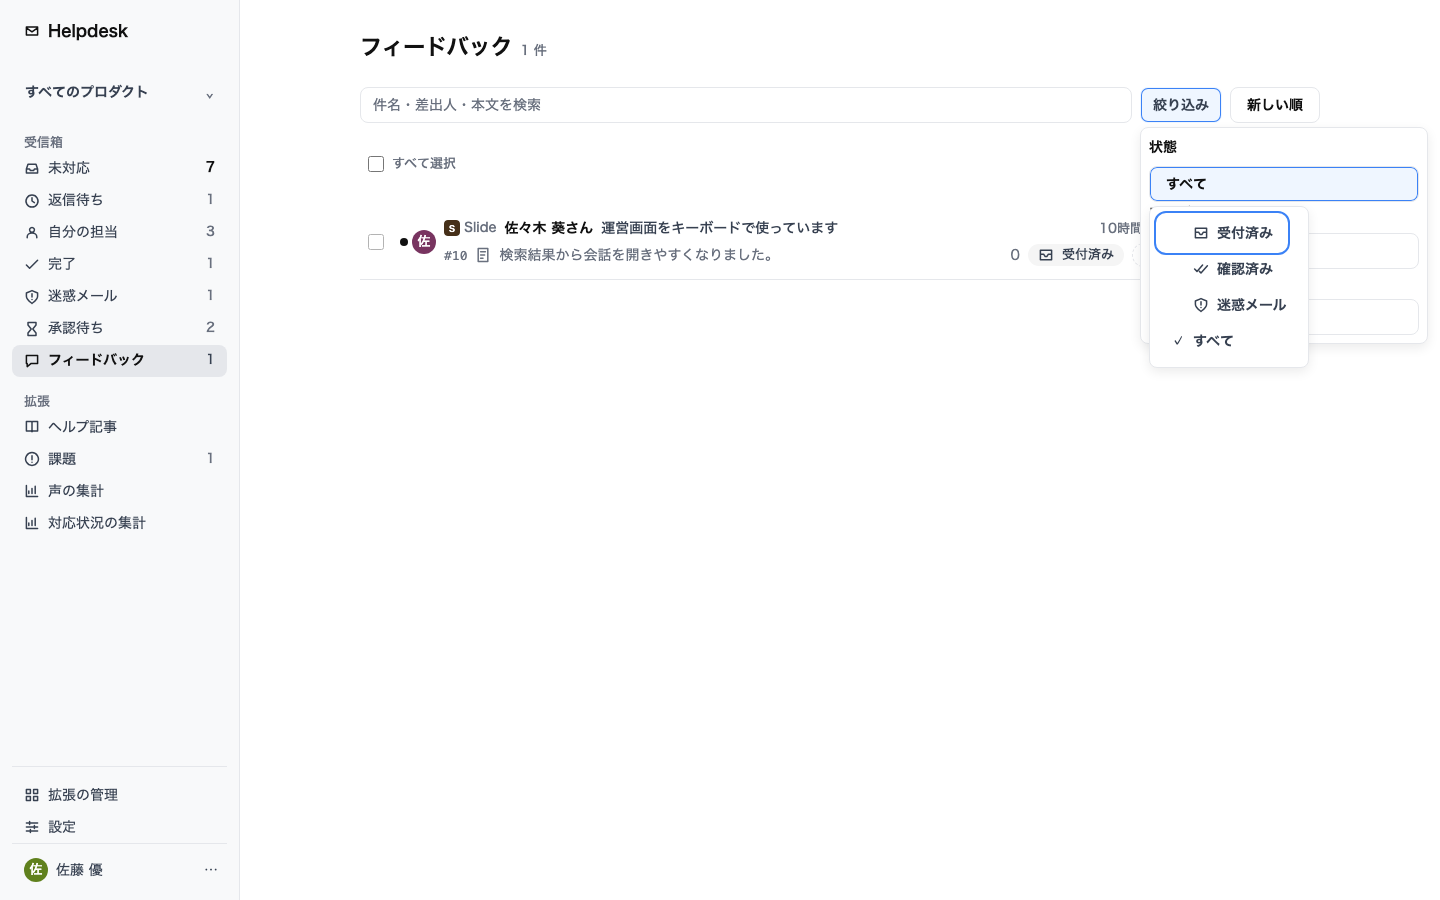 Helpdesk
すべてのプロダクト
受信箱
未対応 7
返信待ち 1
自分の担当 3
完了 1
迷惑メール 1
承認待ち 2
フィードバック 1
拡張
ヘルプ記事
課題 1
声の集計
対応状況の集計
拡張の管理
設定
佐 佐藤 優 …
フィードバック 1 件
件名・差出人・本文を検索 絞り込み 新しい順
すべて選択
佐 S Slide 佐々木 葵さん 運営画面をキーボードで使っています 10時間
#10 検索結果から会話を開きやすくなりました。 0 受付済み
状態
すべて
受付済み
確認済み
迷惑メール
✓ すべて